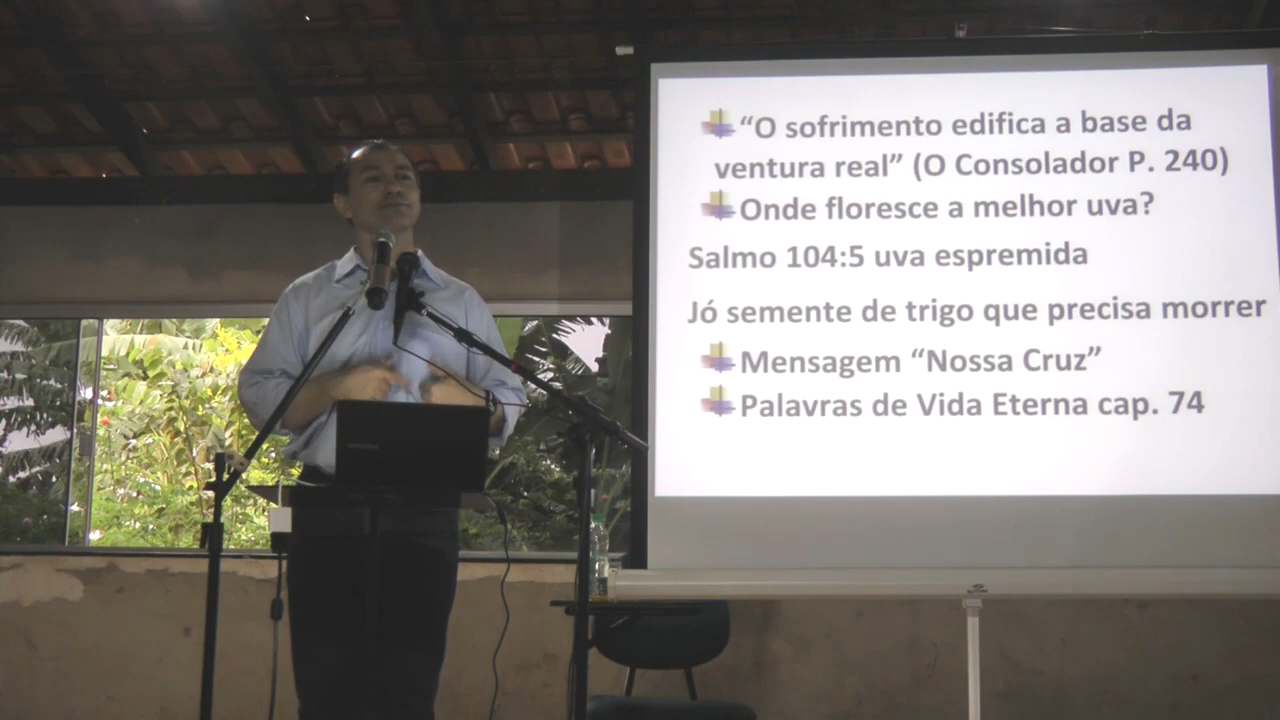 “O sofrimento edifica a base da
ventura real” (O Consolador P. 240)
Onde floresce a melhor uva?
Salmo 104:5 uva espremida
Jó semente de trigo que precisa morrer
Mensagem “Nossa Cruz”
Palavras de Vida Eterna cap. 74